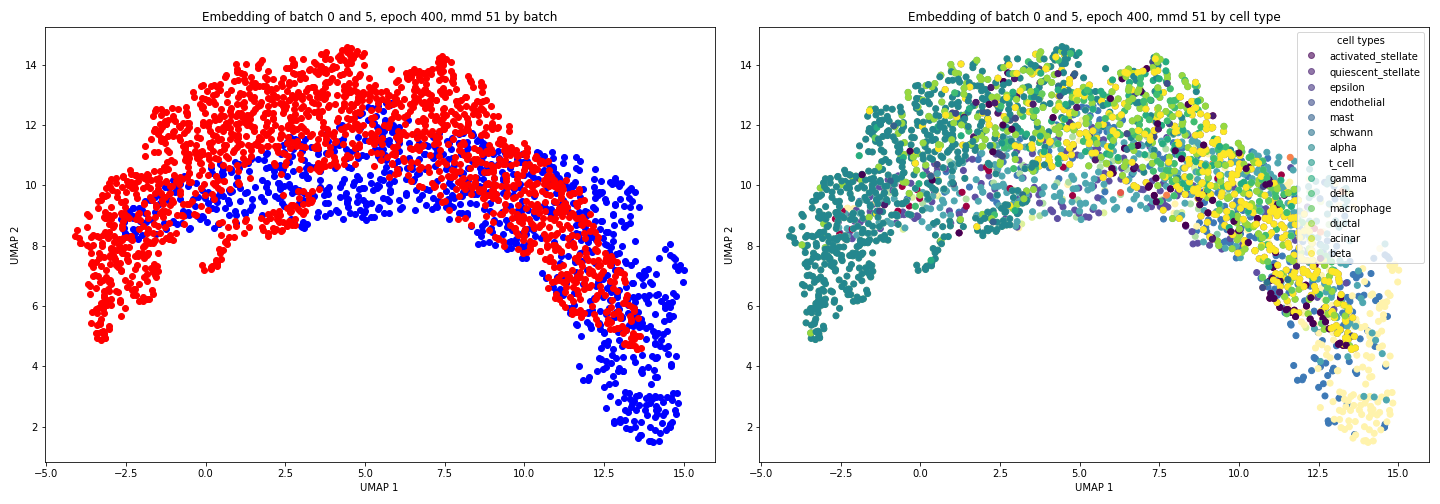 Embedding of batch 0 and 5, epoch 400, mmd 51 by batch
14
12
10
8
6
4
2
UMAP 2
-5.0
-2.5
0.0
2.5
5.0
7.5
10.0
12.5
15.0
UMAP 1
Embedding of batch 0 and 5, epoch 400, mmd 51 by cell type
14
12
10
8
6
4
2
UMAP 2
-5.0
-2.5
0.0
2.5
5.0
7.5
10.0
12.5
15.0
UMAP 1
cell types
activated_stellate
quiescent_stellate
epsilon
endothelial
mast
schwann
alpha
t_cell
gamma
delta
macrophage
ductal
acinar
beta